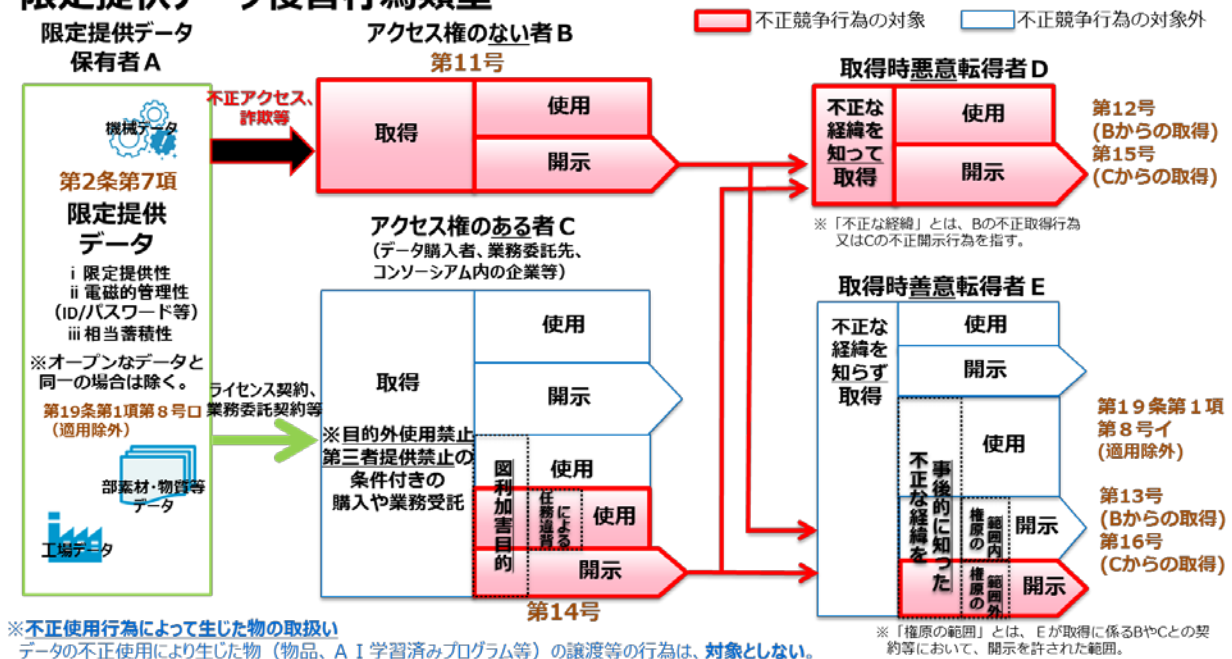 限定提供データ侵害行為類型
不正競争行為の対象
不正競争行為の対象外
限定提供データ
保有者A
機械データ
第2条第7項
限定提供
データ
ⅰ 限定提供性
ⅱ 電磁的管理性
(ID/パスワード等)
ⅲ 相当蓄積性
※オープンなデータと
同一の場合は除く。
第19条第1項第8号ロ
(適用除外)
部素材・物質等
データ
工場データ
不正アクセス、
詐欺等
ライセンス契約、
業務委託契約等
アクセス権のない者B
第11号
取得
使用
開示
アクセス権のある者C
(データ購入者、業務委託先、
コンソーシアム内の企業等)
取得
※目的外使用禁止
第三者提供禁止の
条件付きの
購入や業務受託
使用
開示
図利加害目的
使用
任務違背
による
使用
開示
第14号
取得時悪意転得者D
不正な
経緯を
知って
取得
使用
開示
第12号
(Bからの取得)
第15号
(Cからの取得)
※「不正な経緯」とは、Bの不正取得行為
又はCの不正開示行為を指す。
取得時善意転得者E
不正な
経緯を
知らず
取得
使用
開示
事後的に知った
不正な経緯を
使用
範囲内
権原の
開示
範囲外
権原の
開示
第19条第1項
第8号イ
(適用除外)
第13号
(Bからの取得)
第16号
(Cからの取得)
※「権原の範囲」とは、Eが取得に係るBやCとの契
約等において、開示を許された範囲。
※不正使用行為によって生じた物の取扱い
データの不正使用により生じた物(物品、AI学習済みプログラム等)の譲渡等の行為は、対象としない。